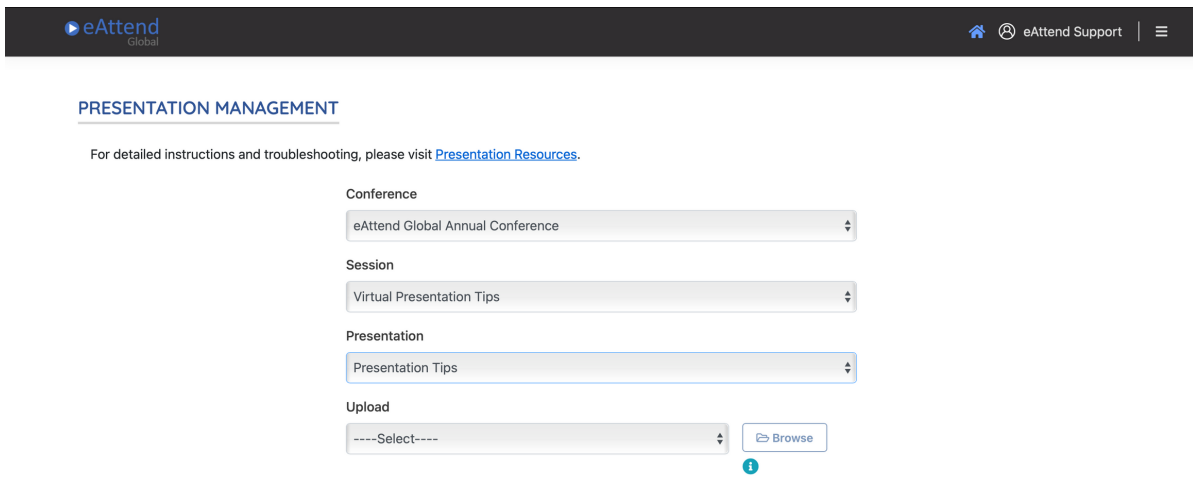 eAttend
Global
eAttend Support
PRESENTATION MANAGEMENT
For detailed instructions and troubleshooting, please visit Presentation Resources.
Conference
eAttend Global Annual Conference
Session
Virtual Presentation Tips
Presentation
Presentation Tips
Upload
----Select----
Browse
i